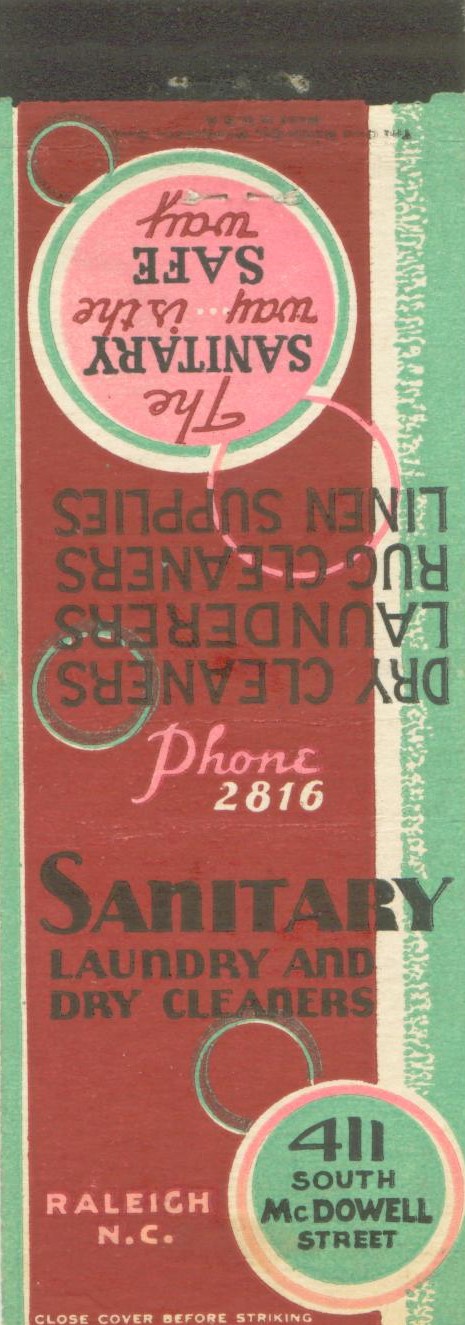 The
SANITARY
way...is the
SAFE
way
LINEN SUPPLIES
RUG CLEANERS
LAUNDERERS
DRY CLEANERS
Phone
2816
SANITARY
LAUNDRY AND
DRY CLEANERS
411
SOUTH
McDOWELL
STREET
RALEIGH
N.C.
CLOSE COVER BEFORE STRIKING